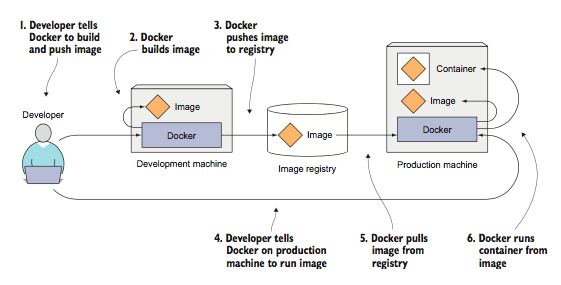 1. Developer tells
Docker to build
and push image
2. Docker
builds image
3. Docker
pushes image
to registry
Developer
Image
Docker
Development machine
Image
Image registry
Container
Image
Docker
Production machine
4. Developer tells
Docker on production
machine to run image
5. Docker pulls
image from
registry
6. Docker runs
container from
image